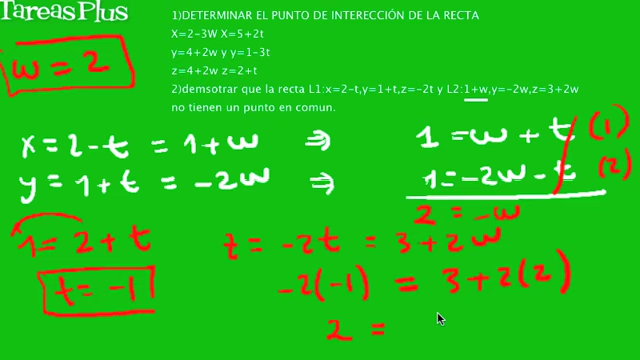 TareasPlus
1)DETERMINAR EL PUNTO DE INTERECCIÓN DE LA RECTA
X=2-3W X=5+2t
y=4+2w y y=1-3t
z=4+2w z=2+t
2)demsotrar que la recta L1:x=2-t,y=1+t,z=-2t y L2:1+w,y=-2w,z=3+2w
no tienen un punto en comun.
w = 2
x = 2 - t = 1 + w ⇒ 1 = w + t (1)
y = 1 + t = -2w ⇒ 1 = -2w - t (2)
2 = -w
1 = 2 + t
z = -2t = 3 + 2w
t = -1
-2(-1) = 3 + 2(2)
2 =